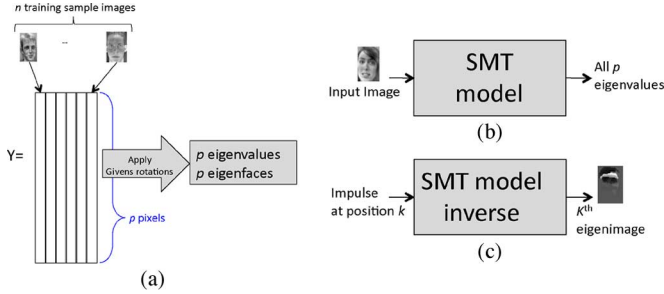 n training sample images
--
Y=
Apply
Givens rotations
p eigenvalues
p eigenfaces
p pixels
(a)
Input Image
SMT
model
All p
eigenvalues
(b)
Impulse
at position k
SMT model
inverse
Kth
eigenimage
(c)